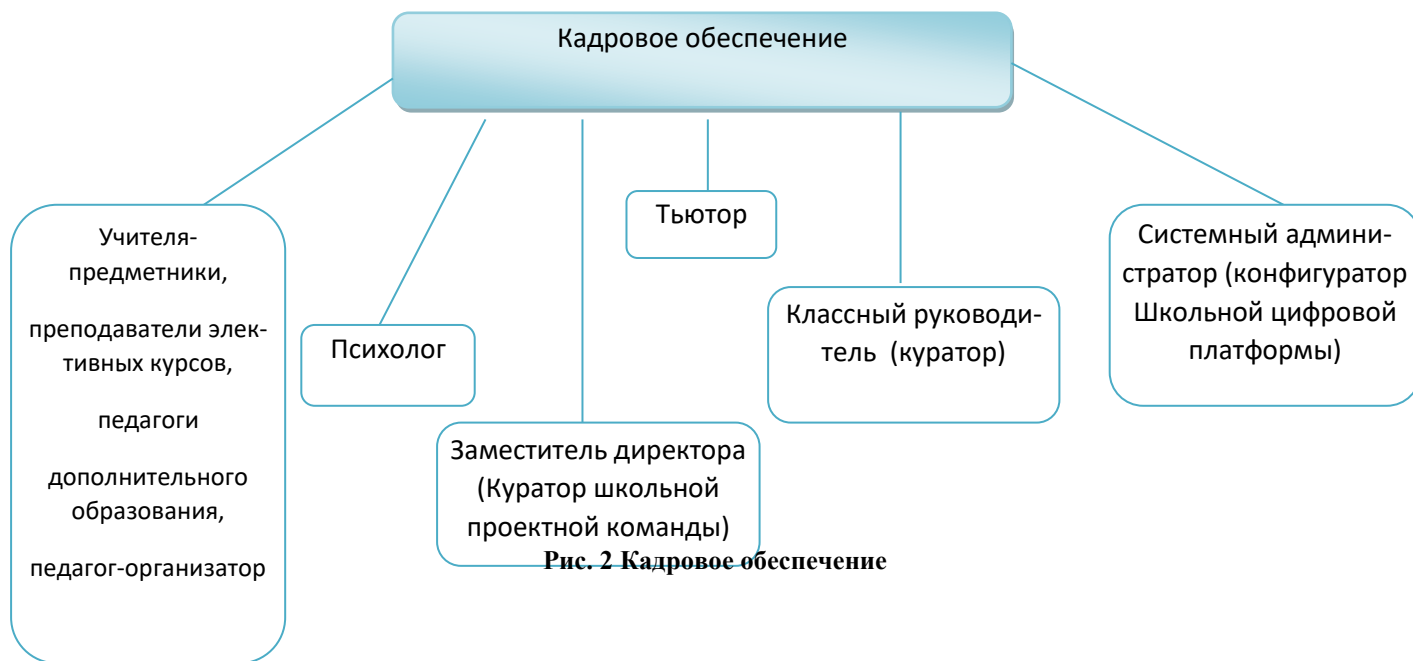 Кадровое обеспечение
Учителя-
предметники,
преподаватели элек-
тивных курсов,
педагоги
дополнительного
образования,
педагог-организатор
Психолог
Заместитель директора
(Куратор школьной
проектной команды)
Тьютор
Классный руководи-
тель (куратор)
Системный админи-
стратор (конфигуратор
Школьной цифровой
платформы)
Рис. 2 Кадровое обеспечение